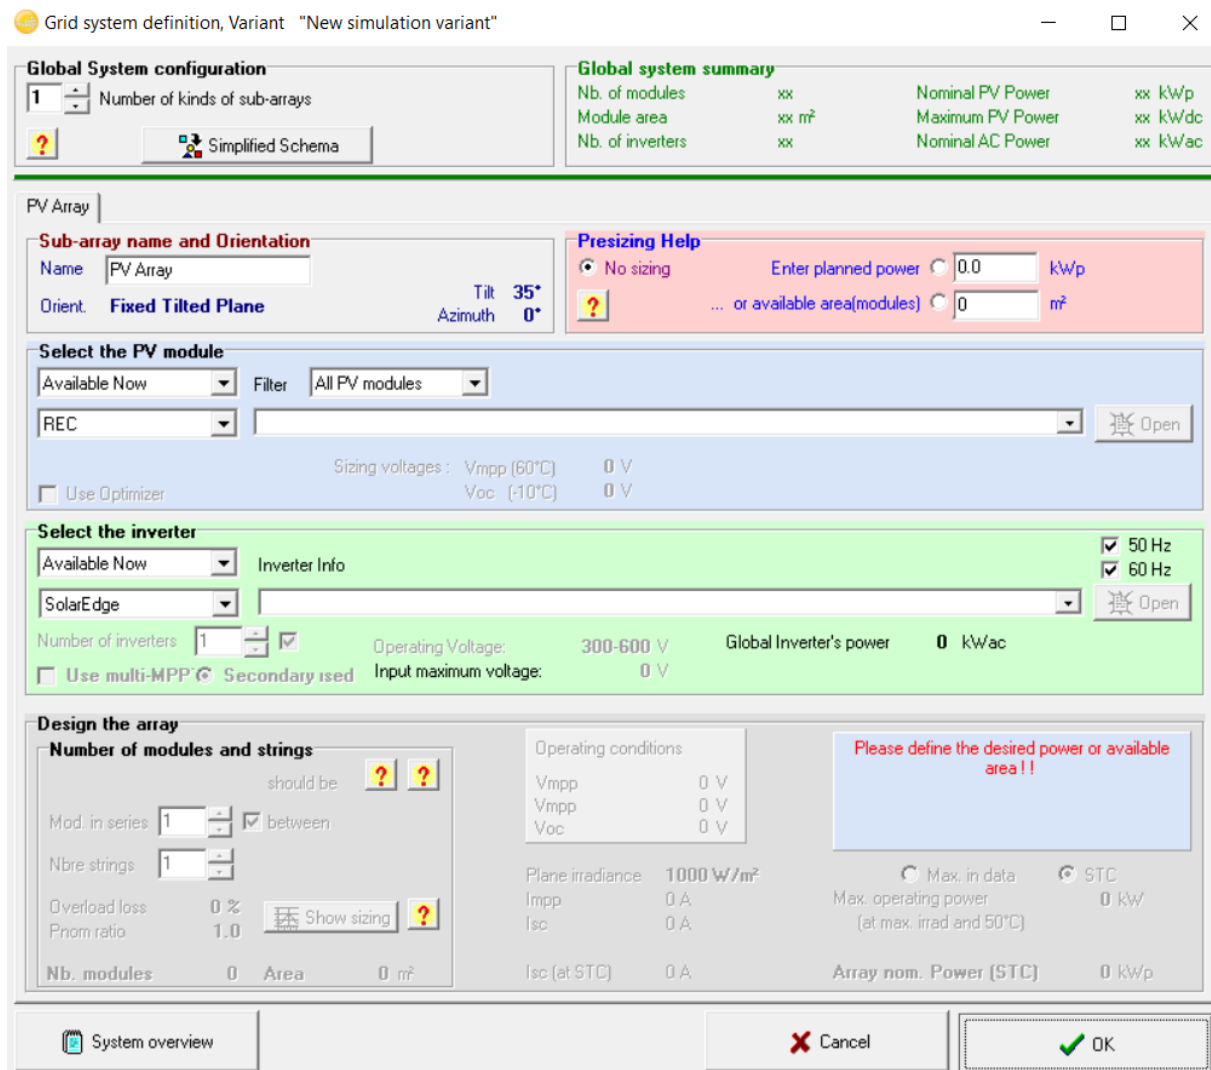 Grid system definition, Variant "New simulation variant"
Global System configuration
1 Number of kinds of sub-arrays
? Simplified Schema
Global system summary
Nb. of modules xx Nominal PV Power xx kWp
Module area xx m² Maximum PV Power xx kWdc
Nb. of inverters xx Nominal AC Power xx kWac
PV Array
Sub-array name and Orientation
Name PV Array
Orient. Fixed Tilted Plane
Tilt 35°
Azimuth 0°
Presizing Help
No sizing Enter planned power 0.0 kWp
? ... or available area(modules) 0 m²
Select the PV module
Available Now Filter All PV modules
REC Open
Sizing voltages : Vmpp (60°C) 0 V
Use Optimizer Voc (-10°C) 0 V
Select the inverter
50 Hz
Available Now Inverter Info 60 Hz
SolarEdge Open
Number of inverters 1 Operating Voltage: 300-600 V Global Inverter's power 0 kWac
Use multi-MPP Secondary ised Input maximum voltage: 0 V
Design the array
Number of modules and strings
should be ? ?
Mod. in series 1 between
Nbre strings 1
Overload loss 0 %
Pnom ratio 1.0
Show sizing ?
Nb. modules 0 Area 0 m²
Operating conditions
Vmpp 0 V
Vmpp 0 V
Voc 0 V
Plane irradiance 1000 W/m²
Impp 0 A
Isc 0 A
Isc (at STC) 0 A
Please define the desired power or available
area ! !
Max. in data STC
Max. operating power 0 kW
(at max. irrad and 50°C)
Array nom. Power (STC) 0 kWp
System overview Cancel OK